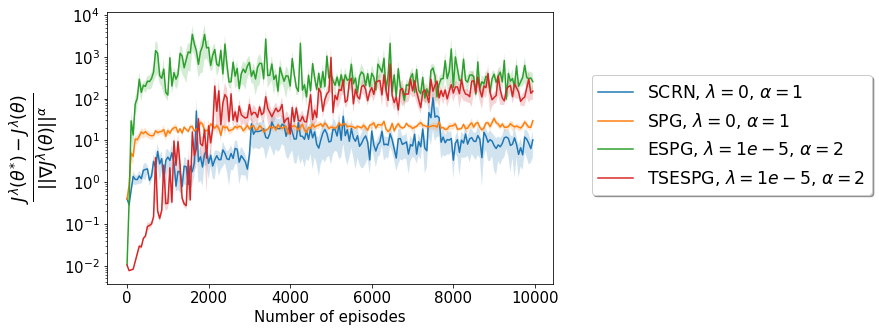 10^4
10^3
10^2
10^1
10^0
10^{-1}
10^{-2}
\frac{J^λ(θ*) − J^λ(θ)}{||∇J^λ(θ)||^α}
0 2000 4000 6000 8000 10000
Number of episodes
SCRN, λ = 0, α = 1
SPG, λ = 0, α = 1
ESPG, λ = 1e − 5, α = 2
TSESPG, λ = 1e − 5, α = 2